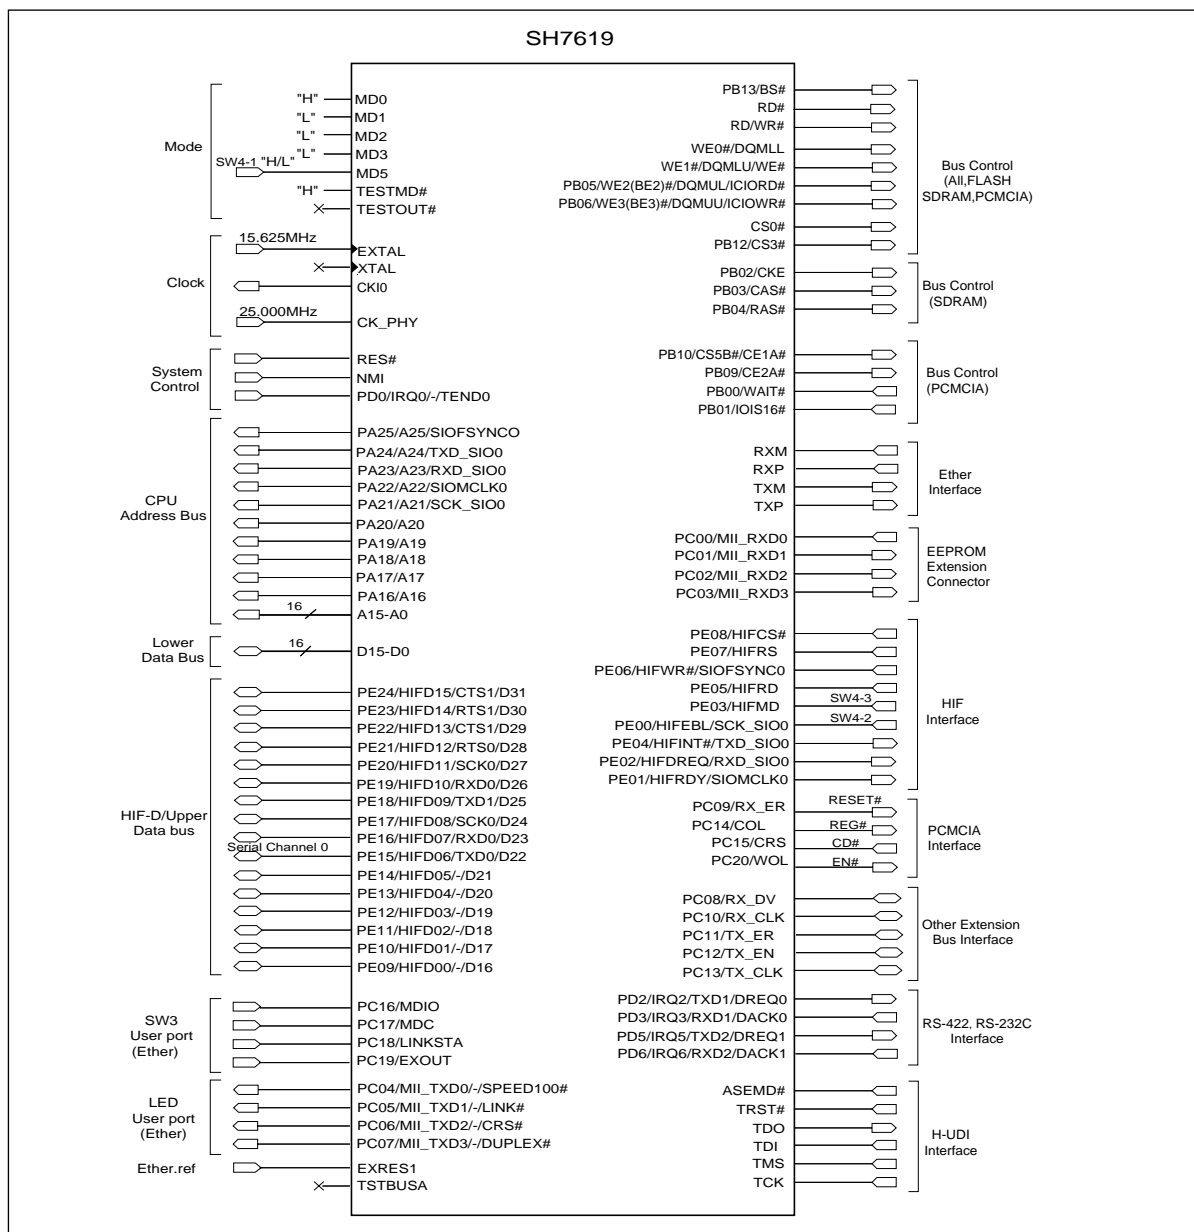 SH7619
Mode
"H" MD0
"L" MD1
"L" MD2
"L" MD3
SW4-1 "H/L" MD5
"H" TESTMD#
TESTOUT#
Clock
15.625MHz EXTAL
XTAL
CKI0
25.000MHz CK_PHY
System
Control
RES#
NMI
PD0/IRQ0/-/TEND0
CPU
Address Bus
PA25/A25/SIOFSYNCO
PA24/A24/TXD_SIO0
PA23/A23/RXD_SIO0
PA22/A22/SIOMCLK0
PA21/A21/SCK_SIO0
PA20/A20
PA19/A19
PA18/A18
PA17/A17
PA16/A16
16 A15-A0
Lower
Data Bus
16 D15-D0
HIF-D/Upper
Data bus
PE24/HIFD15/CTS1/D31
PE23/HIFD14/RTS1/D30
PE22/HIFD13/CTS1/D29
PE21/HIFD12/RTS0/D28
PE20/HIFD11/SCK0/D27
PE19/HIFD10/RXD0/D26
PE18/HIFD09/TXD1/D25
PE17/HIFD08/SCK0/D24
PE16/HIFD07/RXD0/D23
Serial Channel 0
PE15/HIFD06/TXD0/D22
PE14/HIFD05/-/D21
PE13/HIFD04/-/D20
PE12/HIFD03/-/D19
PE11/HIFD02/-/D18
PE10/HIFD01/-/D17
PE09/HIFD00/-/D16
SW3
User port
(Ether)
PC16/MDIO
PC17/MDC
PC18/LINKSTA
PC19/EXOUT
LED
User port
(Ether)
PC04/MII_TXD0/-/SPEED100#
PC05/MII_TXD1/-/LINK#
PC06/MII_TXD2/-/CRS#
PC07/MII_TXD3/-/DUPLEX#
Ether.ref EXRES1
TSTBUSA
PB13/BS#
RD#
RD/WR#
WE0#/DQMLL
WE1#/DQMLU/WE#
PB05/WE2(BE2)#/DQMUL/ICIORD#
PB06/WE3(BE3)#/DQMUU/ICIOWR#
CS0#
PB12/CS3#
Bus Control
(All,FLASH
SDRAM,PCMCIA)
PB02/CKE
PB03/CAS#
PB04/RAS#
Bus Control
(SDRAM)
PB10/CS5B#/CE1A#
PB09/CE2A#
PB00/WAIT#
PB01/IOIS16#
Bus Control
(PCMCIA)
RXM
RXP
TXM
TXP
Ether
Interface
PC00/MII_RXD0
PC01/MII_RXD1
PC02/MII_RXD2
PC03/MII_RXD3
EEPROM
Extension
Connector
PE08/HIFCS#
PE07/HIFRS
PE06/HIFWR#/SIOFSYNC0
PE05/HIFRD
PE03/HIFMD SW4-3
PE00/HIFEBL/SCK_SIO0 SW4-2
PE04/HIFINT#/TXD_SIO0
PE02/HIFDREQ/RXD_SIO0
PE01/HIFRDY/SIOMCLK0
HIF
Interface
PC09/RX_ER RESET#
PC14/COL REG#
PC15/CRS CD#
PC20/WOL EN#
PCMCIA
Interface
PC08/RX_DV
PC10/RX_CLK
PC11/TX_ER
PC12/TX_EN
PC13/TX_CLK
Other Extension
Bus Interface
PD2/IRQ2/TXD1/DREQ0
PD3/IRQ3/RXD1/DACK0
PD5/IRQ5/TXD2/DREQ1
PD6/IRQ6/RXD2/DACK1
RS-422, RS-232C
Interface
ASEMD#
TRST#
TDO
TDI
TMS
TCK
H-UDI
Interface